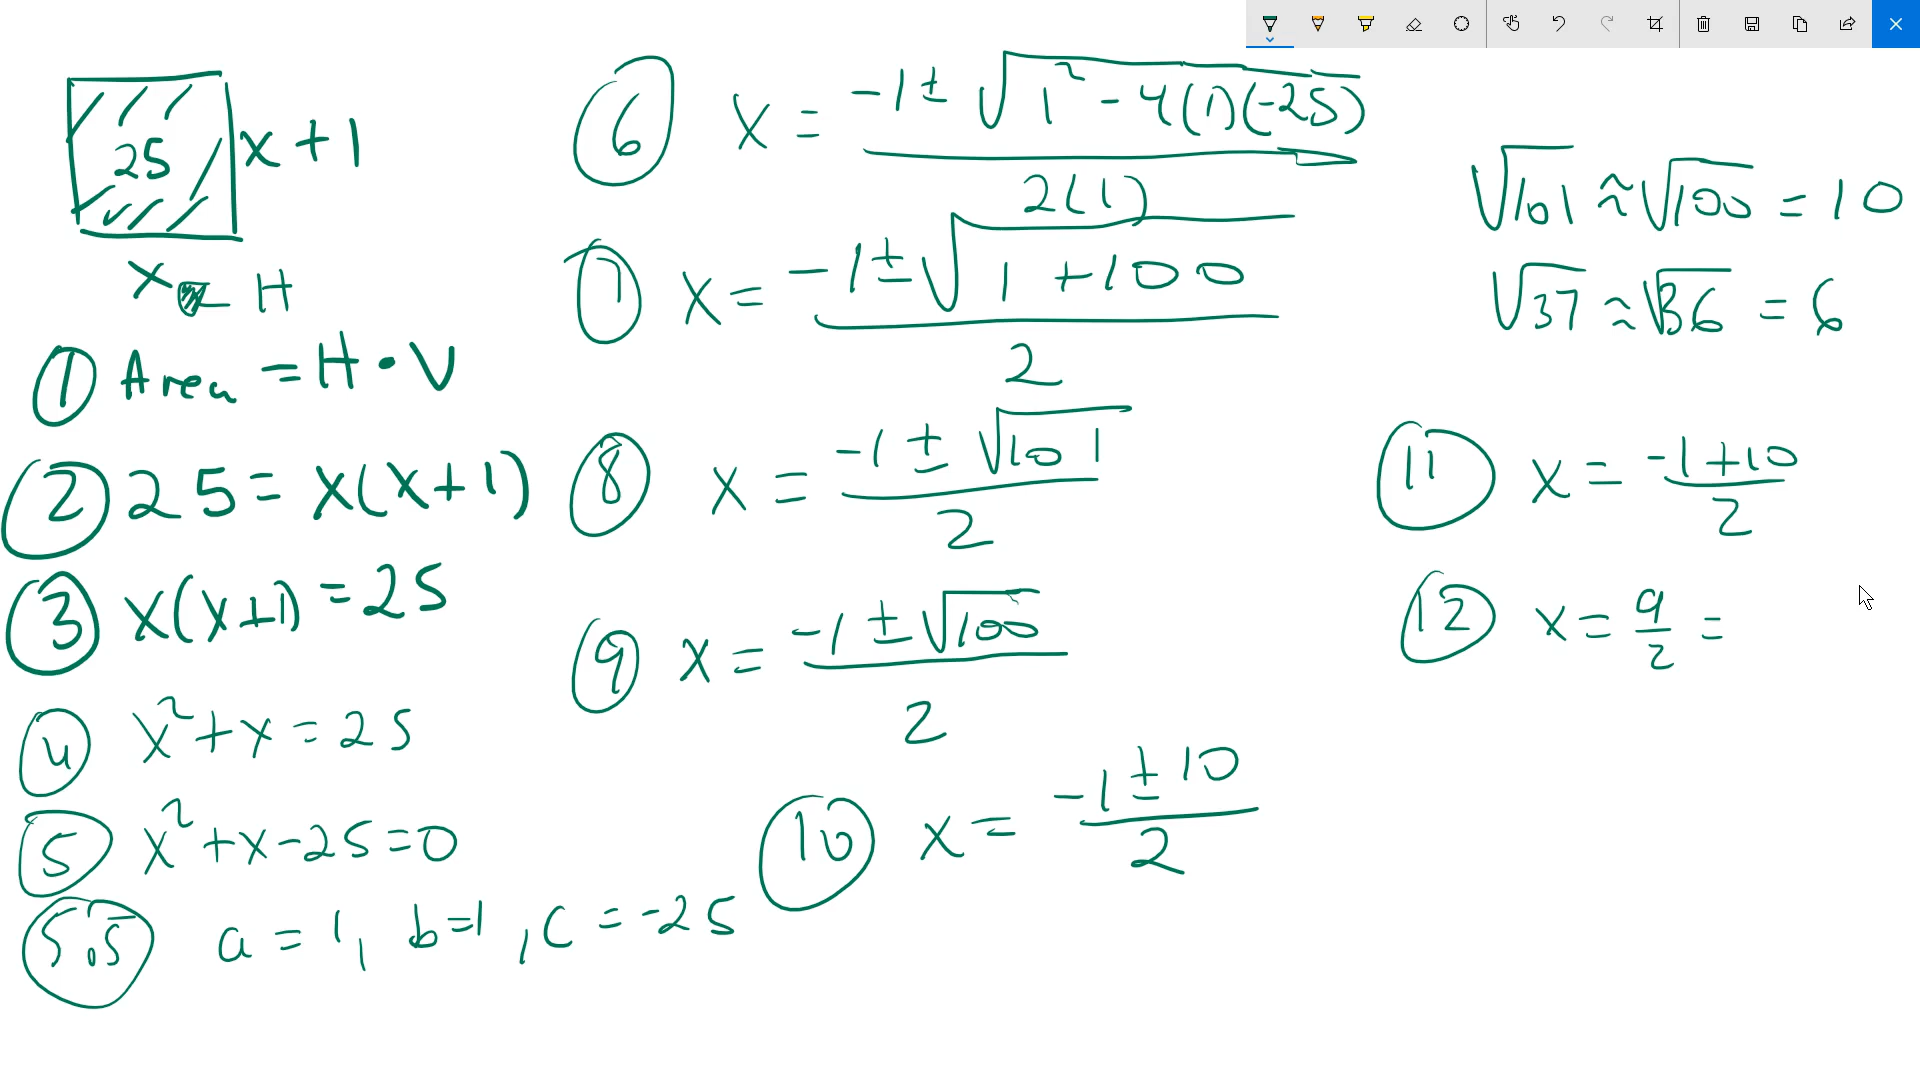 25
x + 1
x
H
① Area = H • V
② 25 = x(x+1)
③ x(x+1) = 25
④ x² + x = 25
⑤ x² + x - 25 = 0
5.5 a = 1, b = 1, c = -25
⑥ x = (-1 ± √(1² - 4(1)(-25))) / 2(1)
⑦ x = (-1 ± √(1 + 100)) / 2
⑧ x = (-1 ± √101) / 2
⑨ x = (-1 ± √100) / 2
⑩ x = (-1 ± 10) / 2
√101 ≈ √100 = 10
√37 ≈ √36 = 6
⑪ x = (-1 + 10) / 2
⑫ x = 9/2 =